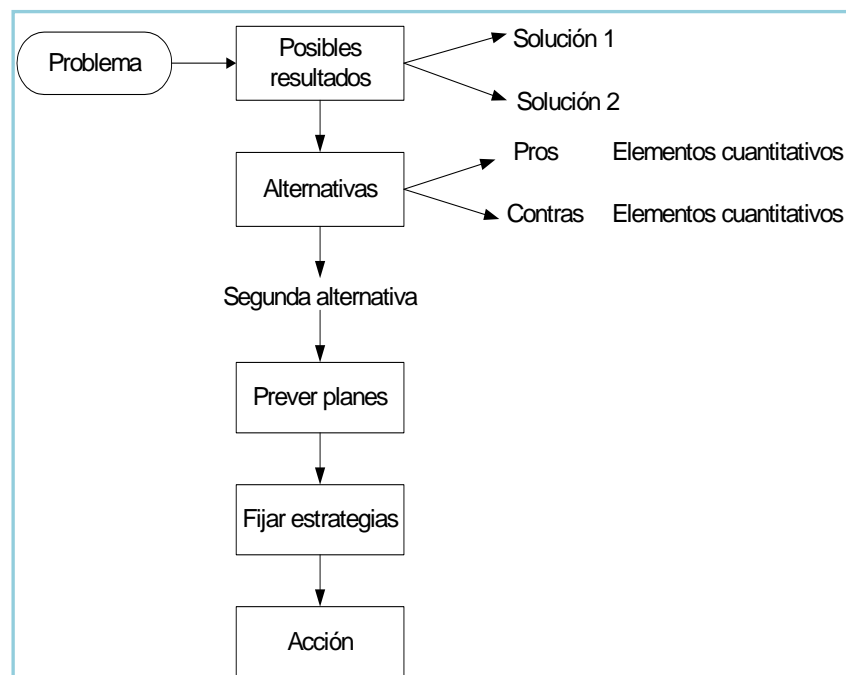 Problema
Posibles
resultados
Solución 1
Solución 2
Alternativas
Pros Elementos cuantitativos
Contras Elementos cuantitativos
Segunda alternativa
Prever planes
Fijar estrategias
Acción